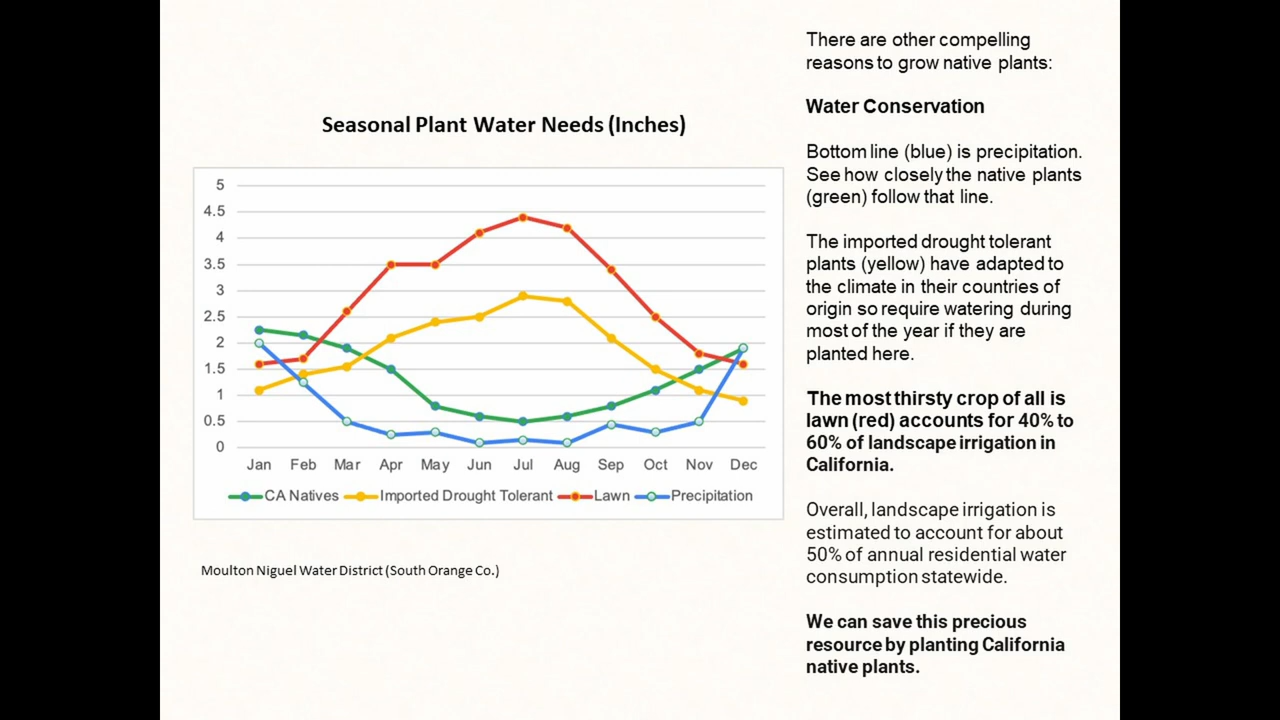 There are other compelling
reasons to grow native plants:
Water Conservation
Bottom line (blue) is precipitation.
See how closely the native plants
(green) follow that line.
The imported drought tolerant
plants (yellow) have adapted to
the climate in their countries of
origin so require watering during
most of the year if they are
planted here.
The most thirsty crop of all is
lawn (red) accounts for 40% to
60% of landscape irrigation in
California.
Overall, landscape irrigation is
estimated to account for about
50% of annual residential water
consumption statewide.
We can save this precious
resource by planting California
native plants.
Seasonal Plant Water Needs (Inches)
5
4.5
4
3.5
3
2.5
2
1.5
1
0.5
0
Jan Feb Mar Apr May Jun Jul Aug Sep Oct Nov Dec
CA Natives Imported Drought Tolerant Lawn Precipitation
Moulton Niguel Water District (South Orange Co.)